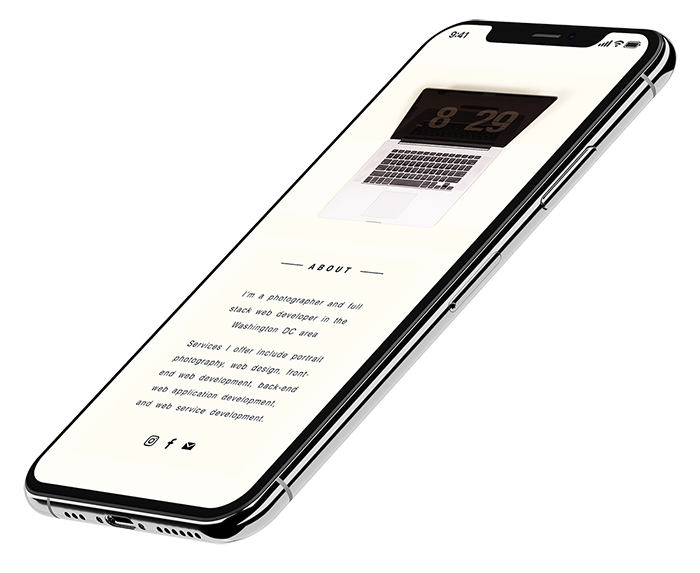 9:41
8 29
ABOUT
I'm a photographer and full
stack web developer in the
Washington DC area
Services I offer include portrait
photography, web design, front-
end web development, back-end
web application development,
and web service development.